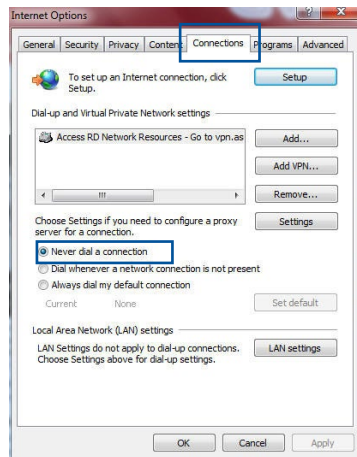 Internet Options
General Security Privacy Content Connections Programs Advanced
To set up an Internet connection, click
Setup.
Setup
Dial-up and Virtual Private Network settings
Access RD Network Resources - Go to vpn.as
Add...
Add VPN...
Remove...
Choose Settings if you need to configure a proxy
server for a connection.
Settings
Never dial a connection
Dial whenever a network connection is not present
Always dial my default connection
Current None
Set default
Local Area Network (LAN) settings
LAN Settings do not apply to dial-up connections.
Choose Settings above for dial-up settings.
LAN settings
OK Cancel Apply